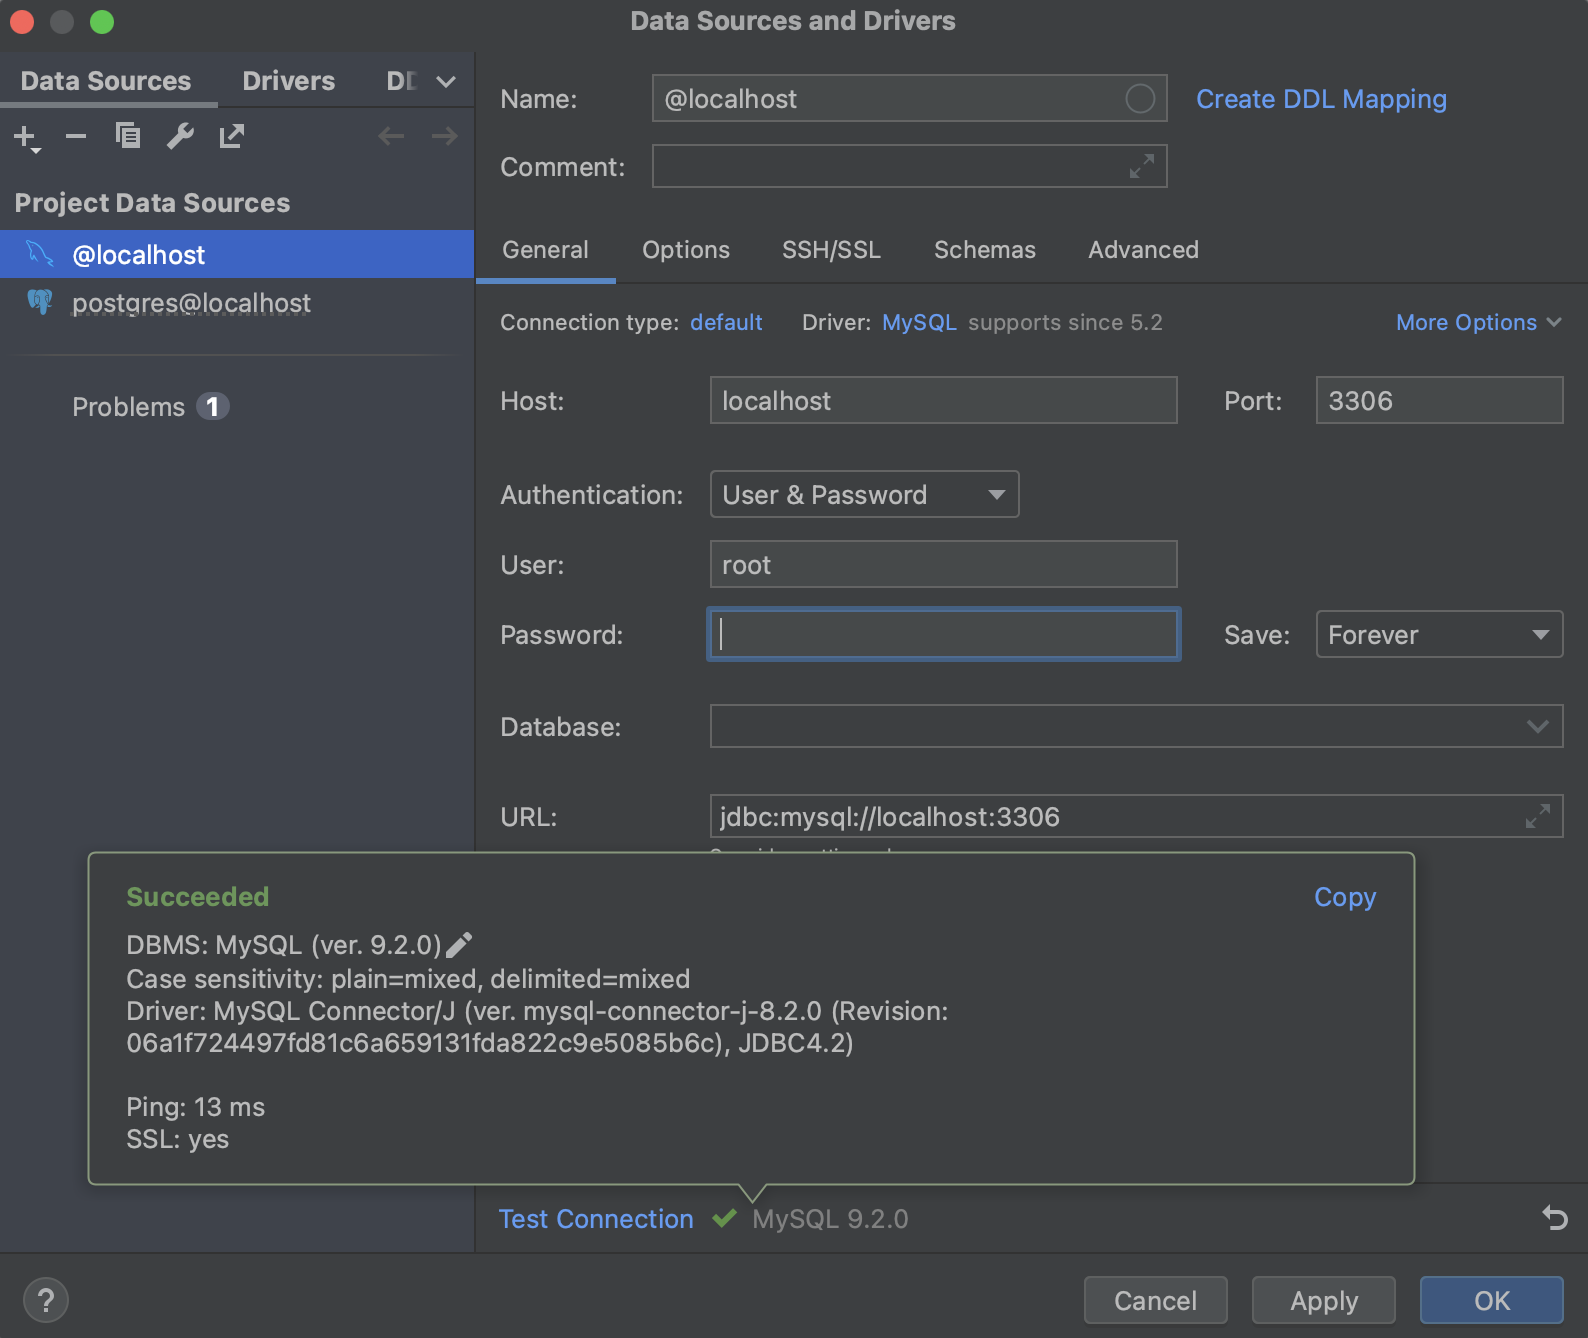 Data Sources and Drivers
Data Sources Drivers
Name: @localhost Create DDL Mapping
Comment:
Project Data Sources
@localhost
postgres@localhost
Problems 1
General Options SSH/SSL Schemas Advanced
Connection type: default Driver: MySQL supports since 5.2 More Options
Host: localhost Port: 3306
Authentication: User & Password
User: root
Password: Save: Forever
Database:
URL: jdbc:mysql://localhost:3306
Succeeded Copy
DBMS: MySQL (ver. 9.2.0)
Case sensitivity: plain=mixed, delimited=mixed
Driver: MySQL Connector/J (ver. mysql-connector-j-8.2.0 (Revision:
06a1f724497fd81c6a659131fda822c9e5085b6c), JDBC4.2)
Ping: 13 ms
SSL: yes
Test Connection MySQL 9.2.0
? Cancel Apply OK